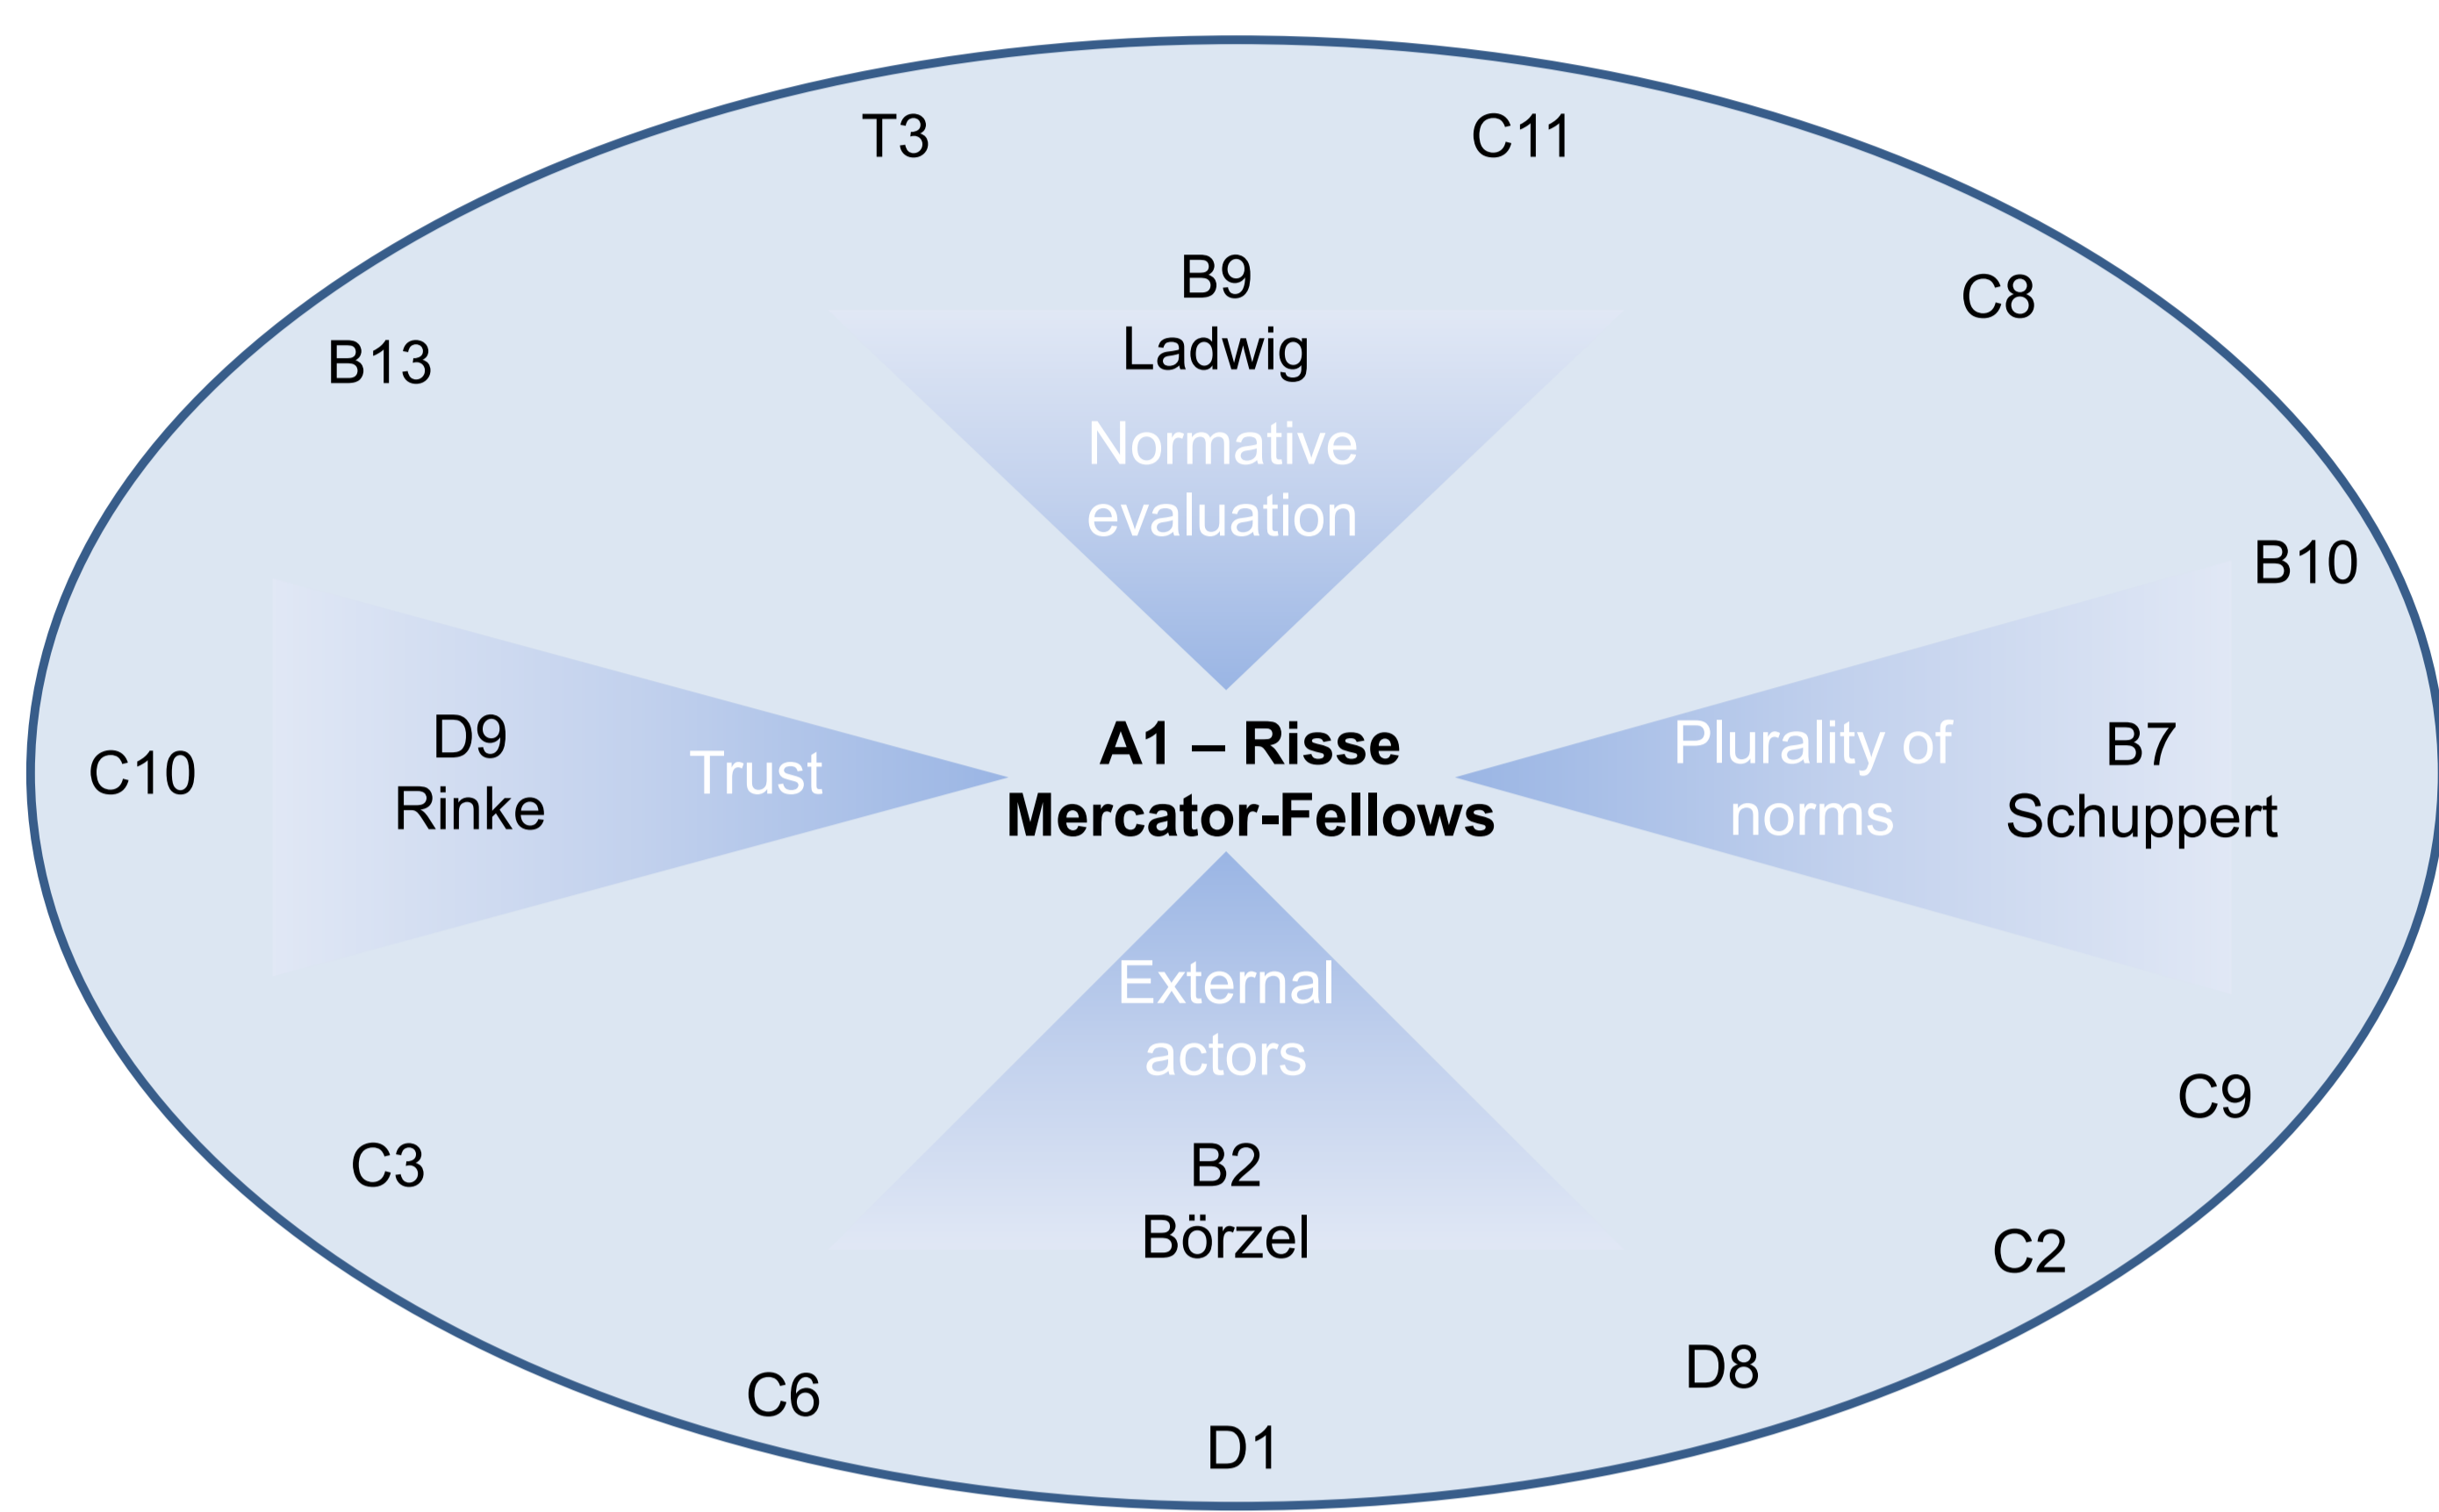 T3
C11
B9
Ladwig
C8
B13
Normative
evaluation
B10
C10
D9
Rinke
Trust
A1 – Risse
Mercator-Fellows
Plurality of
norms
B7
Schuppert
External
actors
C9
C3
B2
Börzel
C2
D8
C6
D1